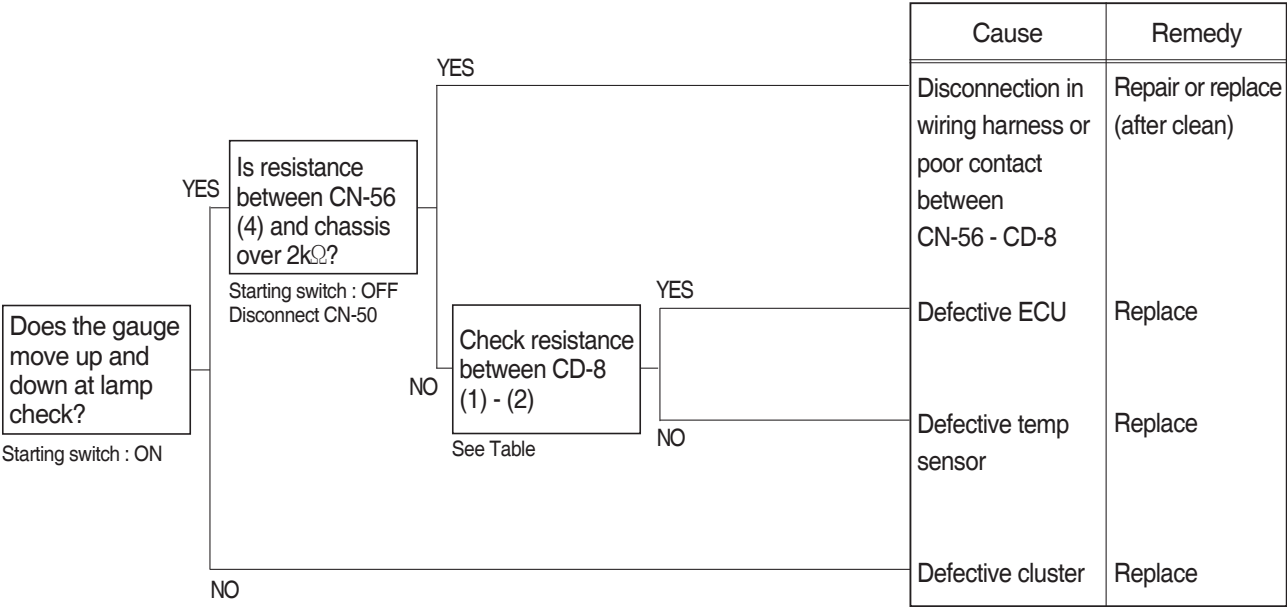 Cause
Remedy
YES
Disconnection in
wiring harness or
poor contact
between
CN-56 - CD-8
Repair or replace
(after clean)
YES
Is resistance
between CN-56
(4) and chassis
over 2kΩ?
Starting switch : OFF
Disconnect CN-50
YES
Defective ECU
Replace
Does the gauge
move up and
down at lamp
check?
Starting switch : ON
NO
Check resistance
between CD-8
(1) - (2)
See Table
NO
Defective temp
sensor
Replace
NO
Defective cluster
Replace